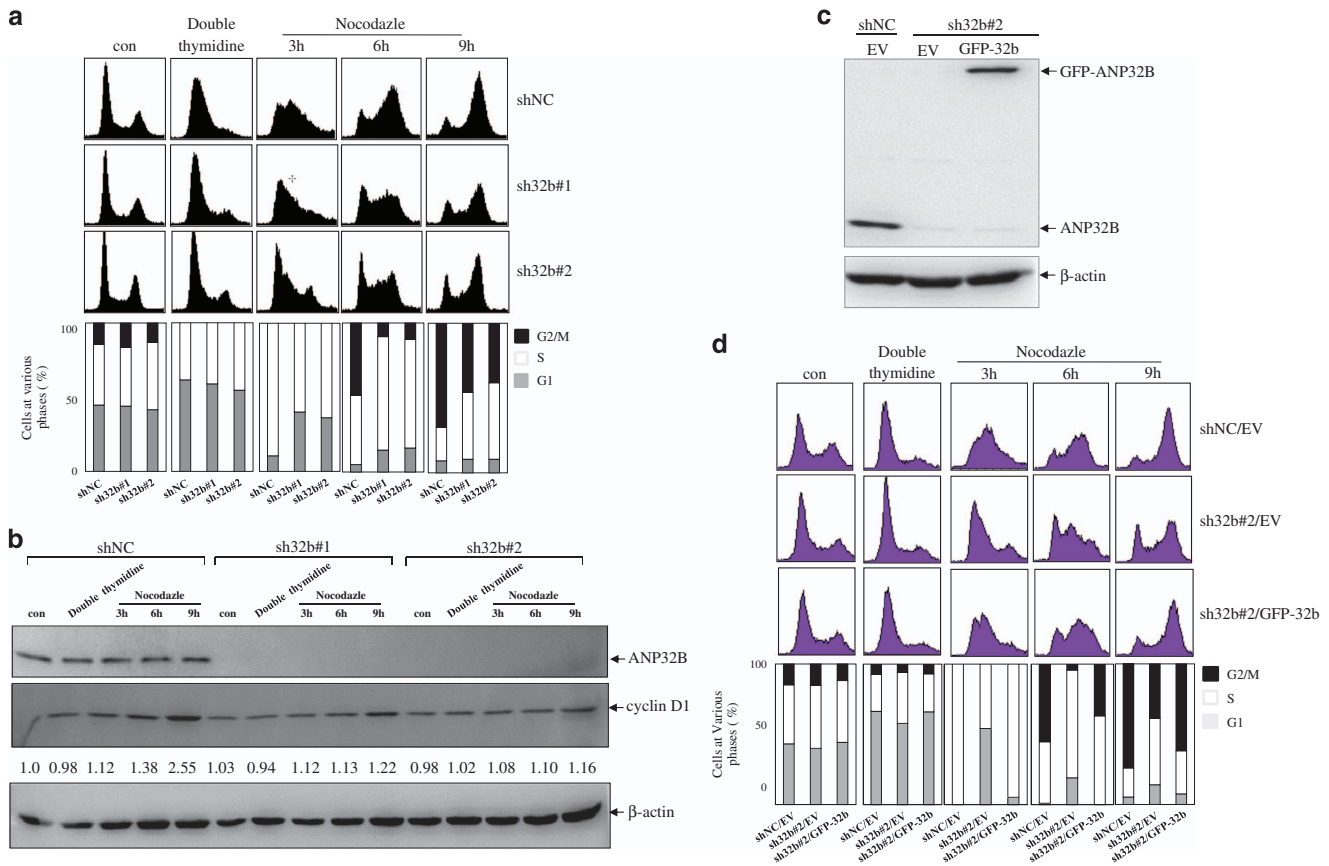 a
con
Double
thymidine
Nocodazle
3h 6h 9h
shNC
sh32b#1
sh32b#2
Cells at various
phases ( %)
100
50
0
G2/M
S
G1
shNC sh32b#1 sh32b#2 shNC sh32b#1 sh32b#2 shNC sh32b#1 sh32b#2 shNC sh32b#1 sh32b#2 shNC sh32b#1 sh32b#2
b
shNC sh32b#1 sh32b#2
con Double thymidine Nocodazle 3h 6h 9h con Double thymidine Nocodazle 3h 6h 9h con Double thymidine Nocodazle 3h 6h 9h
ANP32B
cyclin D1
1.0 0.98 1.12 1.38 2.55 1.03 0.94 1.12 1.13 1.22 0.98 1.02 1.08 1.10 1.16
β-actin
c
shNC sh32b#2
EV EV GFP-32b
GFP-ANP32B
ANP32B
β-actin
d
con
Double
thymidine
Nocodazle
3h 6h 9h
shNC/EV
sh32b#2/EV
sh32b#2/GFP-32b
Cells at Various
phases ( %)
100
50
0
G2/M
S
G1
shNC/EV sh32b#2/EV sh32b#2/GFP-32b shNC/EV sh32b#2/EV sh32b#2/GFP-32b shNC/EV sh32b#2/EV sh32b#2/GFP-32b shNC/EV sh32b#2/EV sh32b#2/GFP-32b shNC/EV sh32b#2/EV sh32b#2/GFP-32b